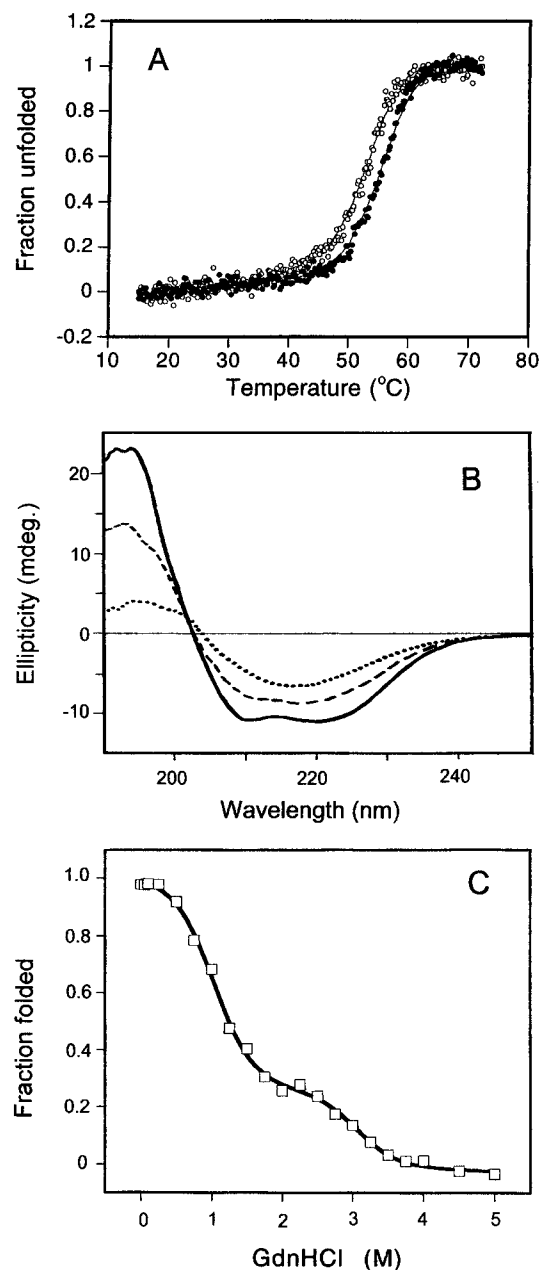 A
Fraction unfolded
1.2
1
0.8
0.6
0.4
0.2
0
-0.2
10 20 30 40 50 60 70 80
Temperature (°C)
B
Ellipticity (mdeg.)
20
10
0
-10
200 220 240
Wavelength (nm)
C
Fraction folded
1.0
0.8
0.6
0.4
0.2
0
0 1 2 3 4 5
GdnHCl (M)